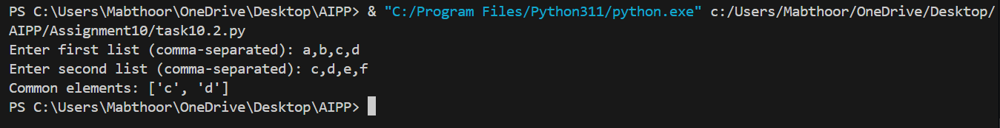 PS C:\Users\Mabthoor\OneDrive\Desktop\AIPP> & "C:/Program Files/Python311/python.exe" c:/Users/Mabthoor/OneDrive/Desktop/
AIPP/Assignment10/task10.2.py
Enter first list (comma-separated): a,b,c,d
Enter second list (comma-separated): c,d,e,f
Common elements: ['c', 'd']
PS C:\Users\Mabthoor\OneDrive\Desktop\AIPP>